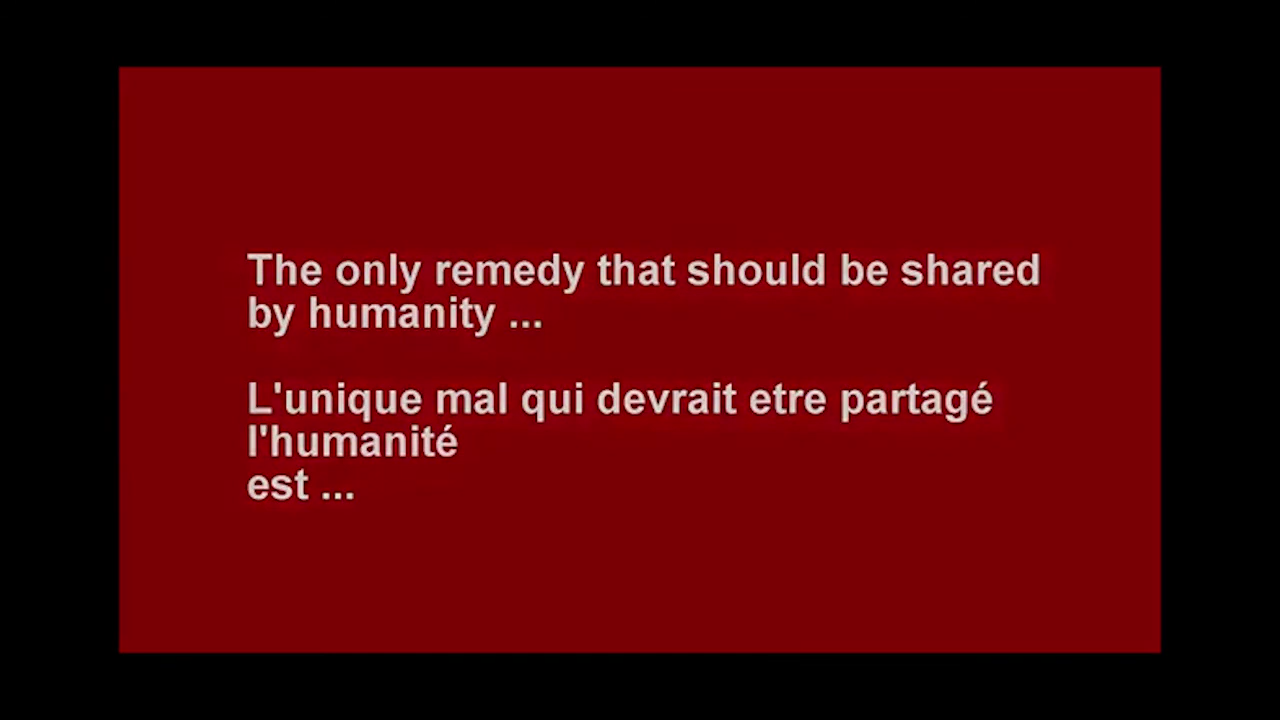 The only remedy that should be shared
by humanity ...
L'unique mal qui devrait etre partagé
l'humanité
est ...